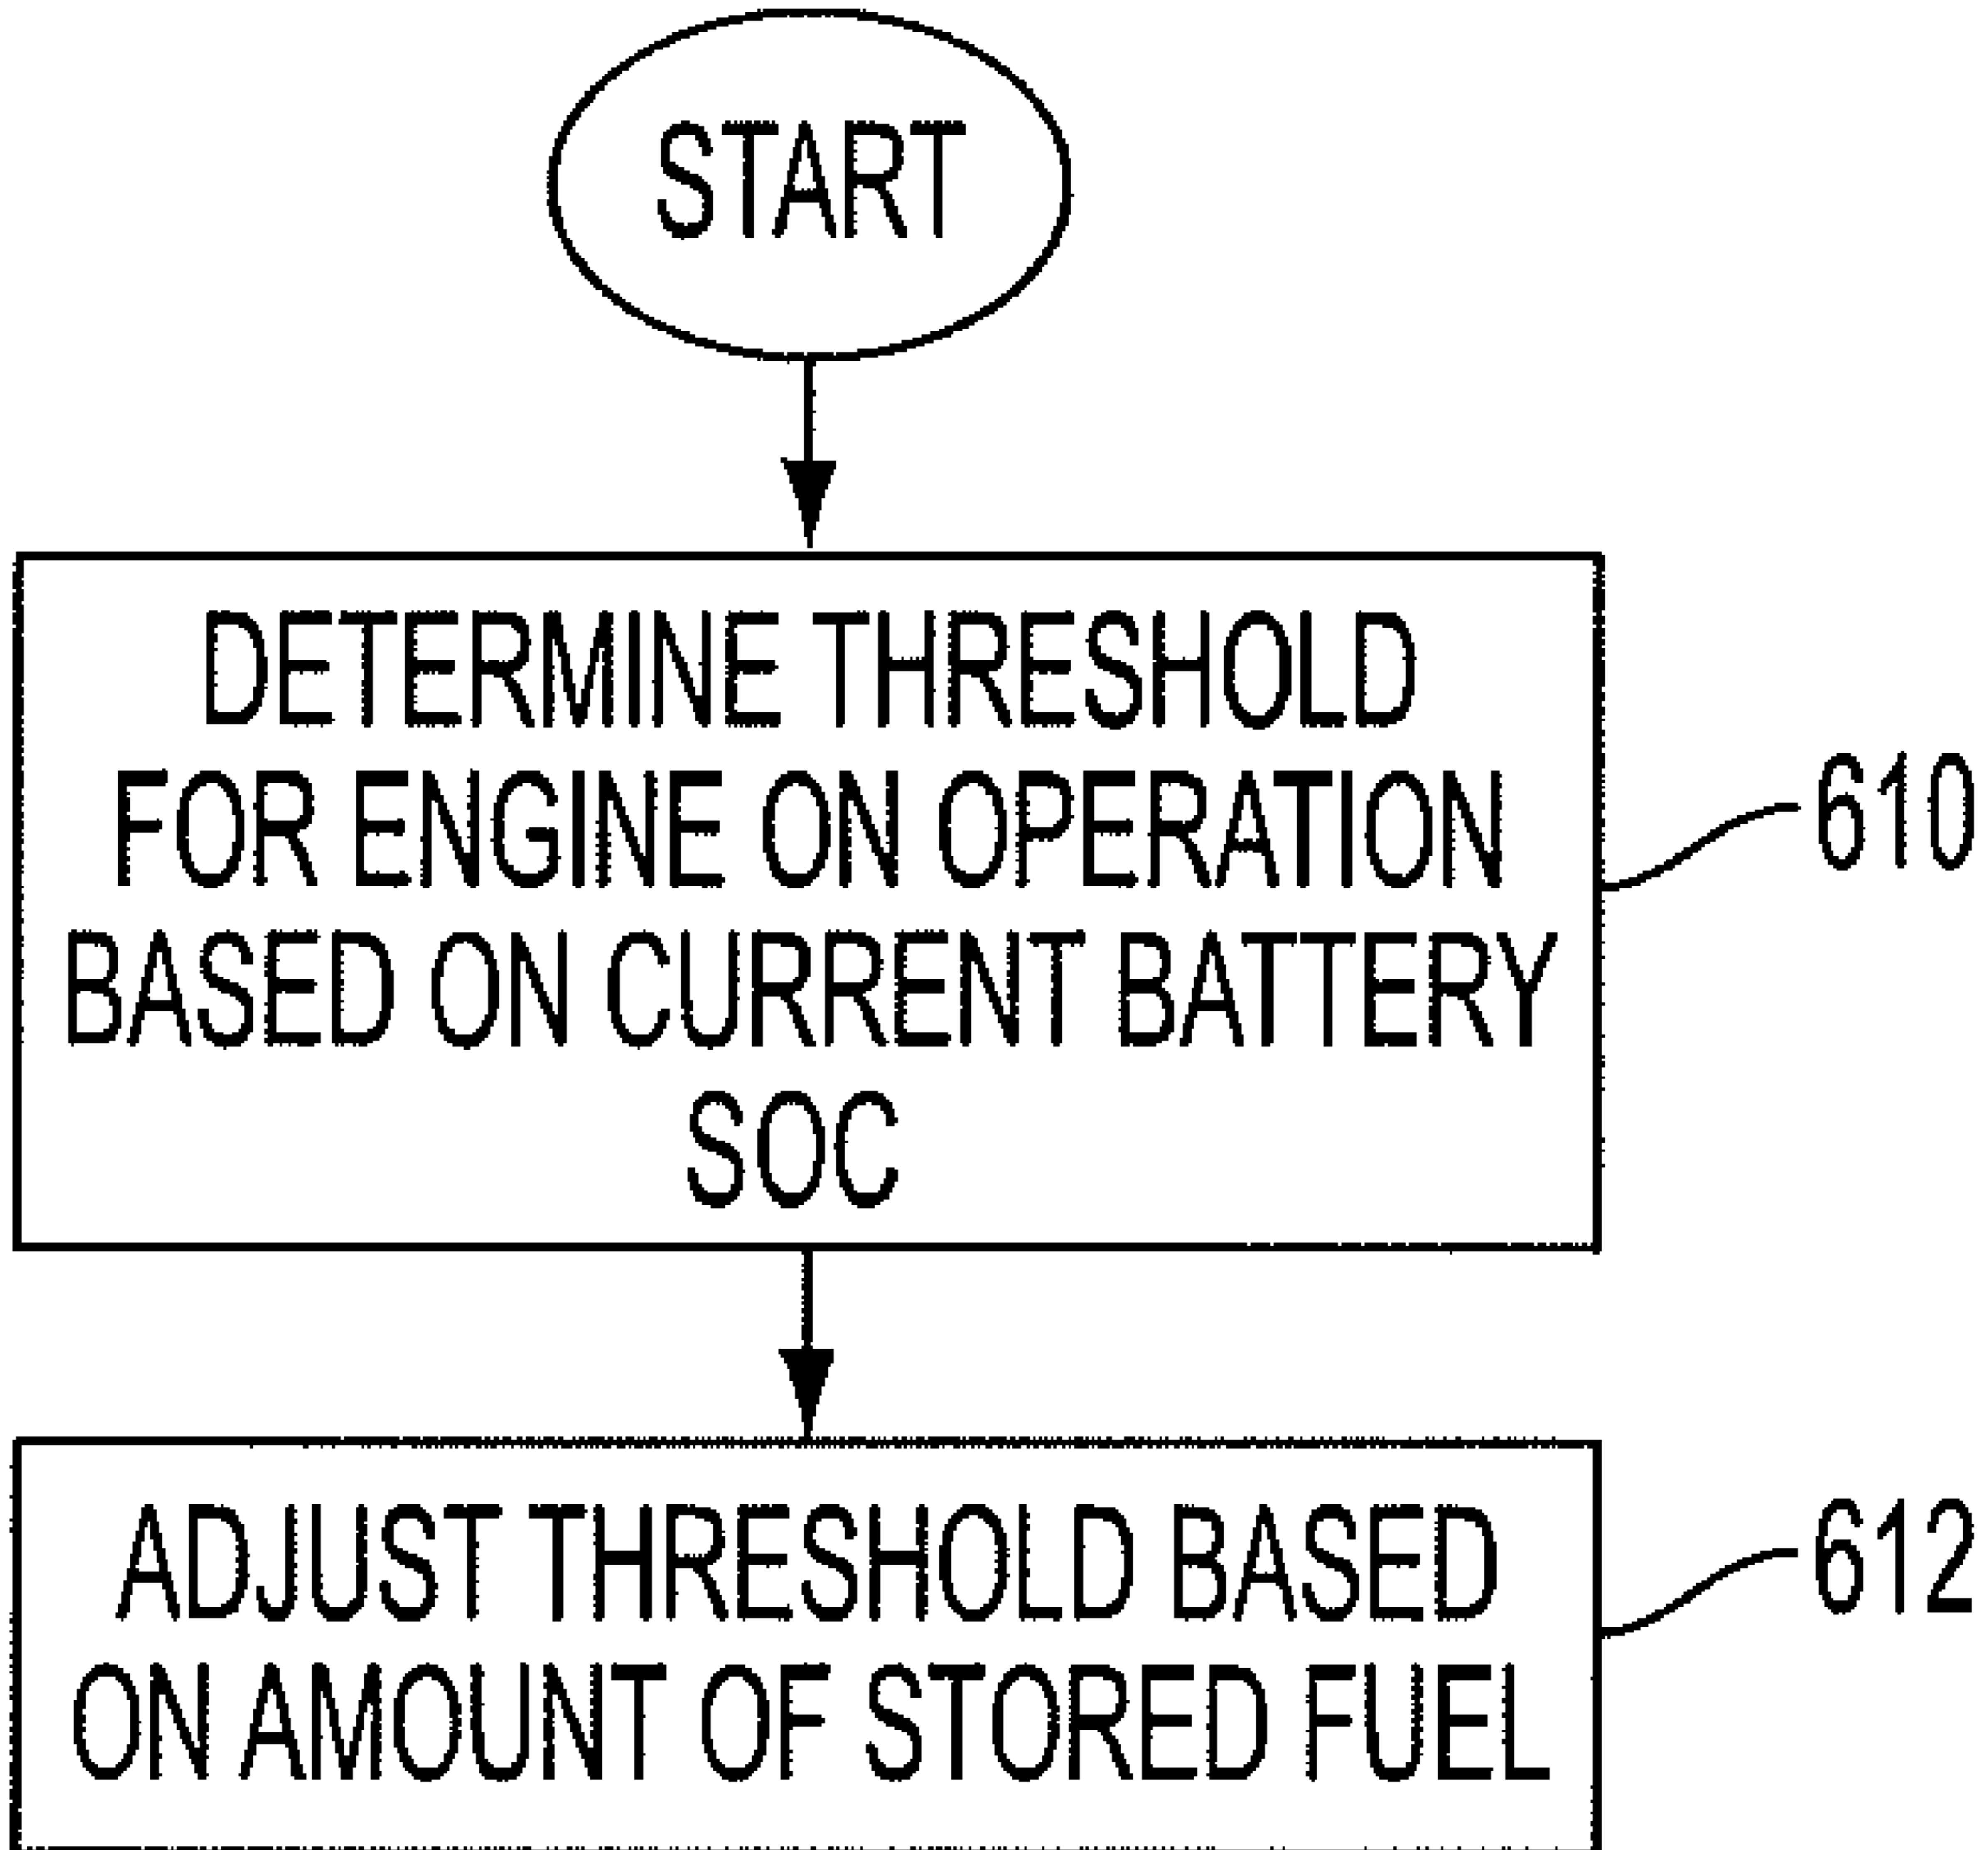 START
DETERMINE THRESHOLD
FOR ENGINE ON OPERATION
BASED ON CURRENT BATTERY
SOC
610
ADJUST THRESHOLD BASED
ON AMOUNT OF STORED FUEL
612